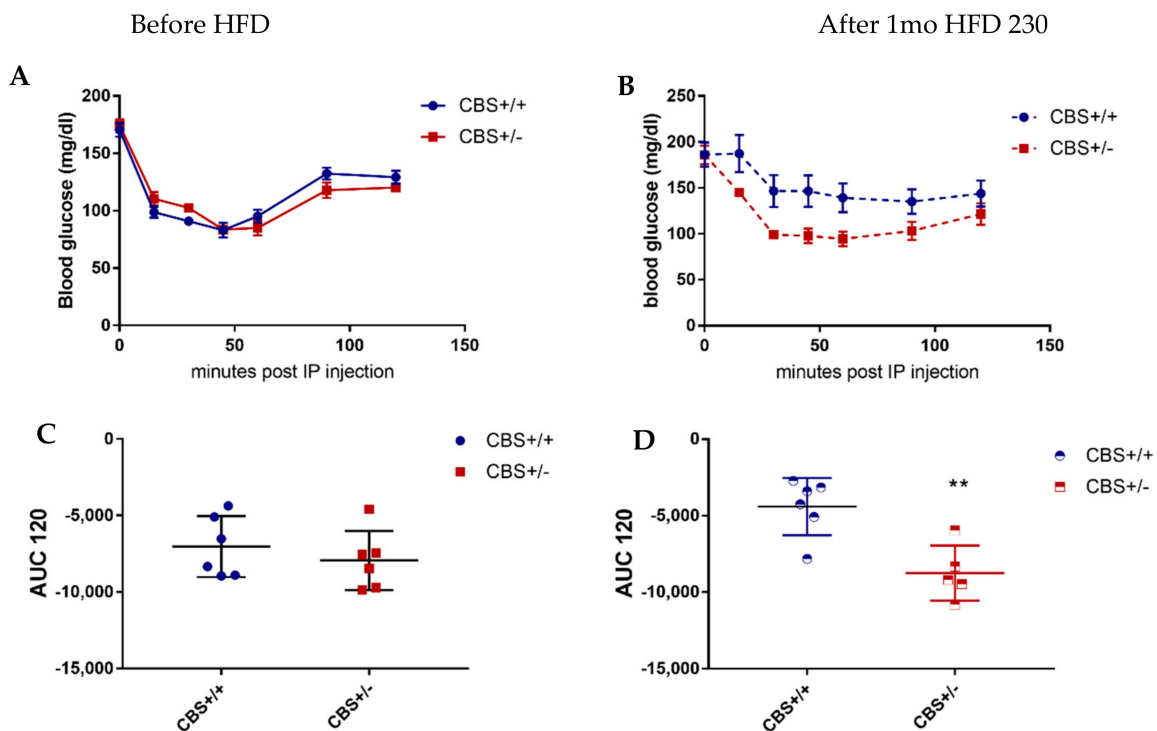 Before HFD
After 1mo HFD 230
A
200
150
100
50
0
Blood glucose (mg/dl)
0
50
100
150
minutes post IP injection
CBS+/+
CBS+/-
B
250
200
150
100
50
0
blood glucose (mg/dl)
0
50
100
150
minutes post IP injection
CBS+/+
CBS+/-
C
0
-5,000
-10,000
-15,000
AUC 120
CBS+/+
CBS+/-
CBS+/+
CBS+/-
D
0
-5,000
-10,000
-15,000
AUC 120
**
CBS+/+
CBS+/-
CBS+/+
CBS+/-